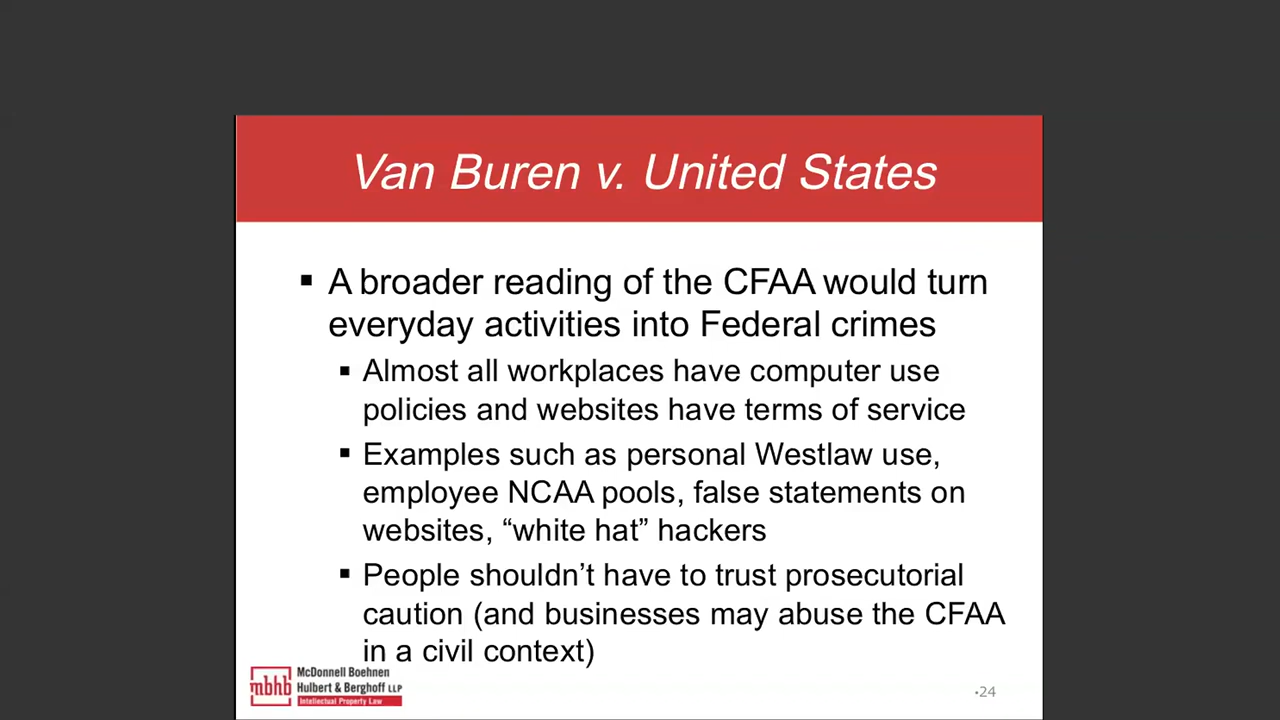 Van Buren v. United States
▪ A broader reading of the CFAA would turn
everyday activities into Federal crimes
▪ Almost all workplaces have computer use
policies and websites have terms of service
▪ Examples such as personal Westlaw use,
employee NCAA pools, false statements on
websites, “white hat” hackers
▪ People shouldn’t have to trust prosecutorial
caution (and businesses may abuse the CFAA
in a civil context)
mbhb
McDonnell Boehnen
Hulbert & Berghoff LLP
Intellectual Property Law
•24